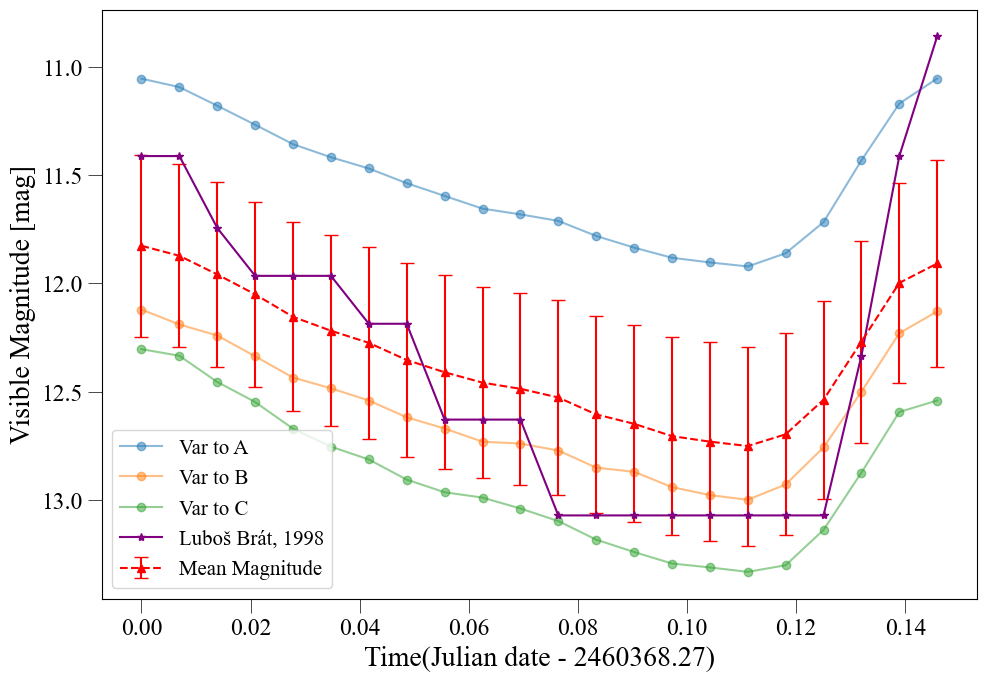 11.0
11.5
12.0
12.5
13.0
Visible Magnitude [mag]
Var to A
Var to B
Var to C
Luboš Brát, 1998
Mean Magnitude
0.00 0.02 0.04 0.06 0.08 0.10 0.12 0.14
Time(Julian date - 2460368.27)